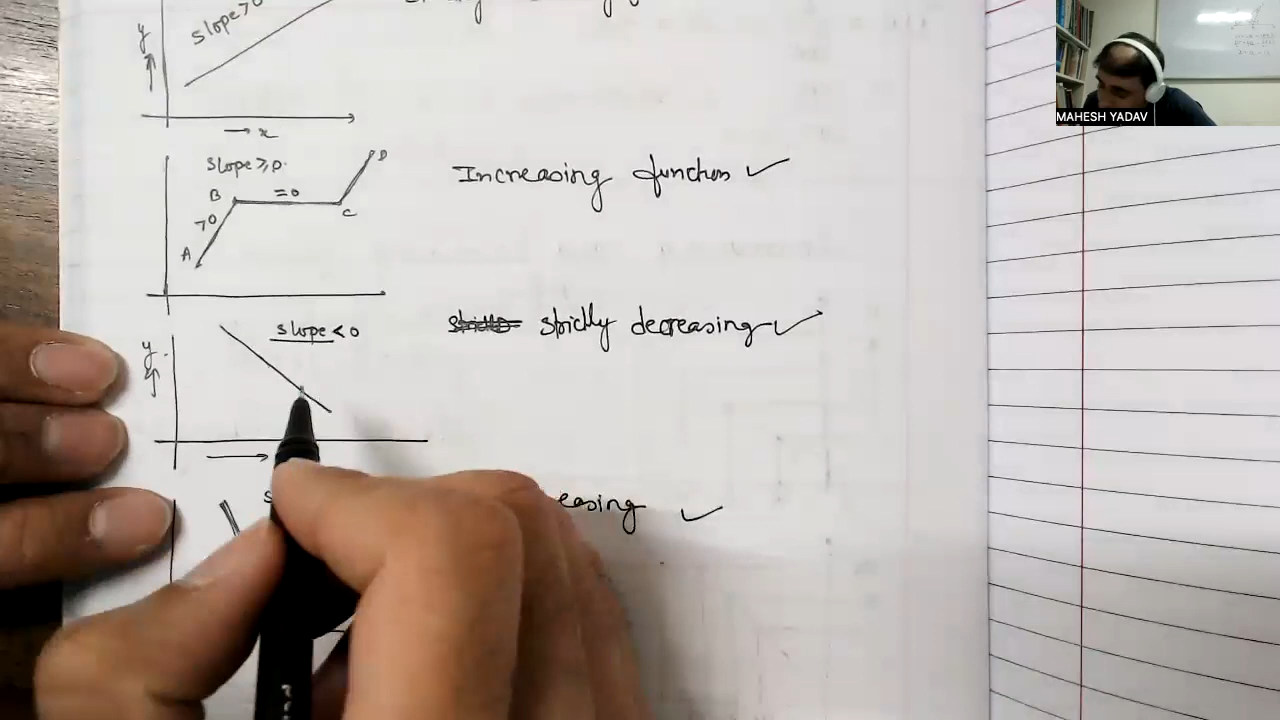 slope>0
y
MAHESH YADAV
→ x
slope ≥ 0.
D
Increasing function ✓
B
=0
C
>0
A
slope < 0
strictly decreasing ✓
y
easing ✓